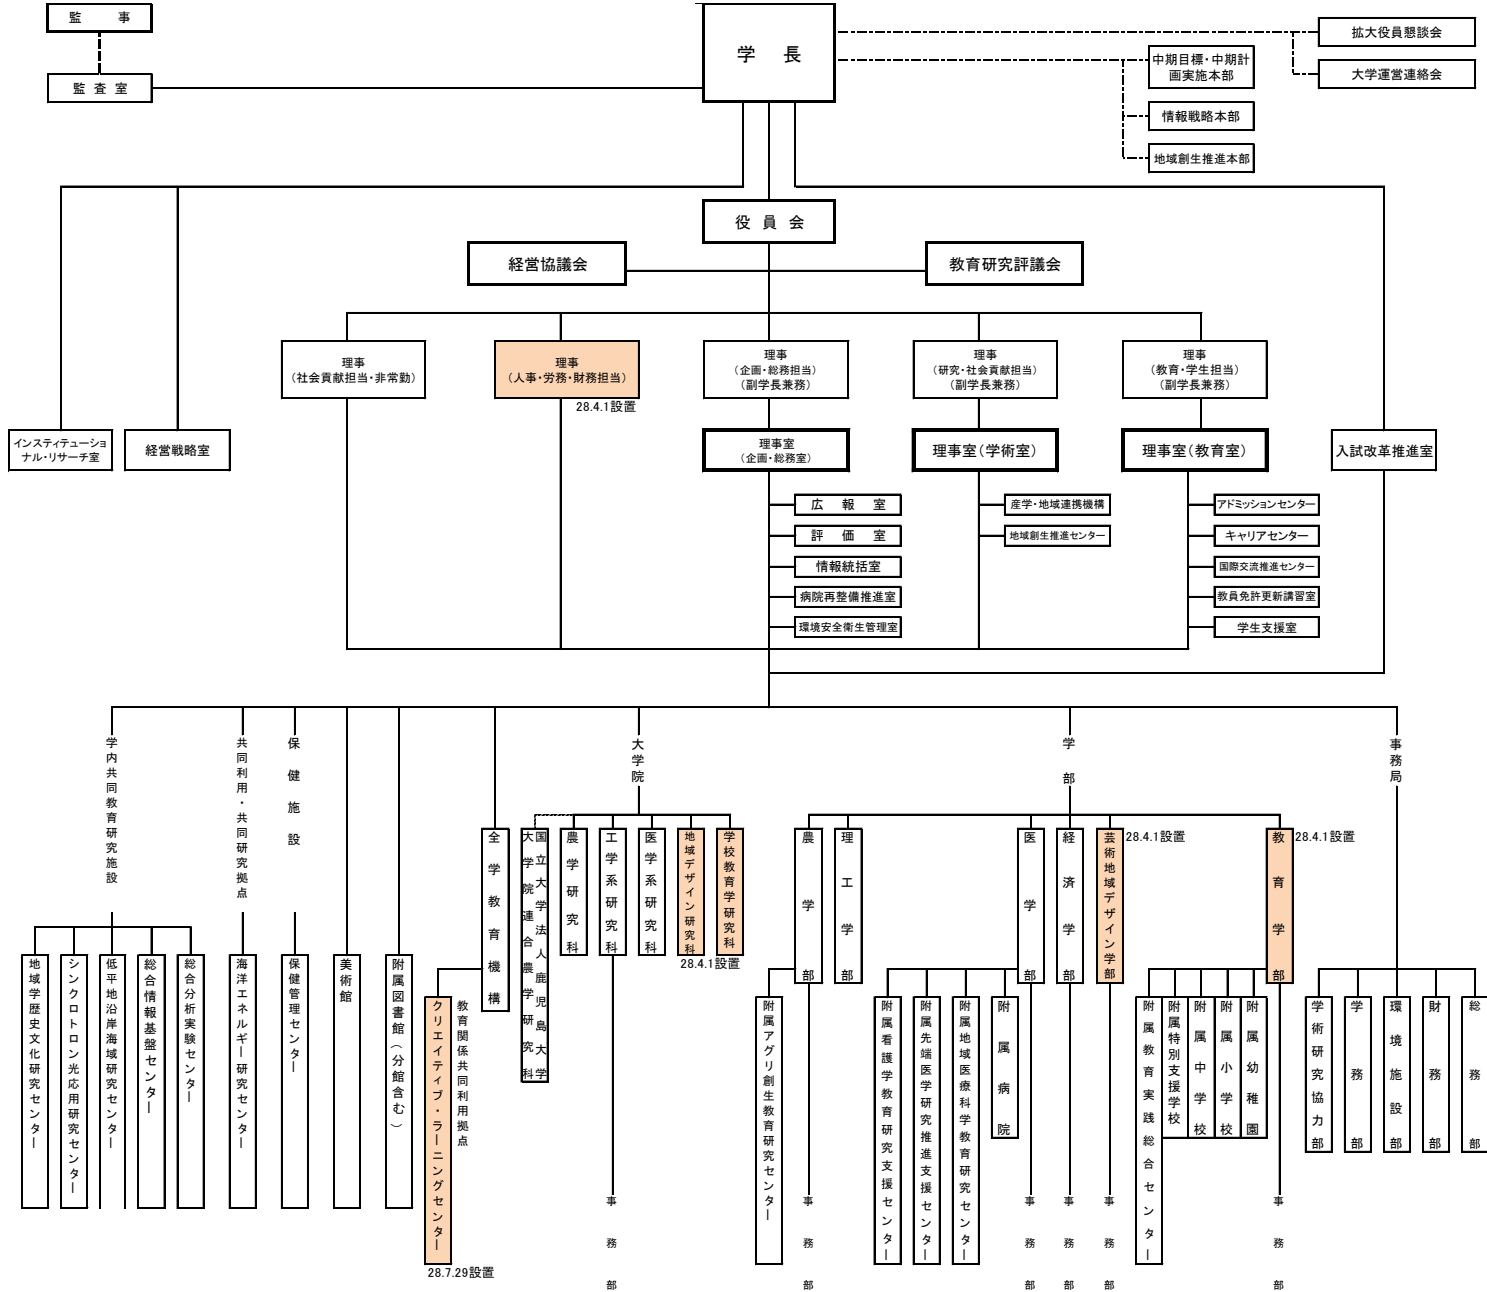 監　事
学　長
拡大役員懇談会
中期目標・中期計
画実施本部
大学運営連絡会
監 査 室
情報戦略本部
地域創生推進本部
役 員 会
経営協議会
教育研究評議会
理事
（社会貢献担当・非常勤）
理事
（人事・労務・財務担当）
28.4.1設置
理事
（企画・総務担当）
（副学長兼務）
理事
（研究・社会貢献担当）
（副学長兼務）
理事
（教育・学生担当）
（副学長兼務）
インスティテューショ
ナル・リサーチ室
経営戦略室
理事室
（企画・総務室）
理事室（学術室）
理事室（教育室）
入試改革推進室
広　報　室
評　価　室
情報統括室
病院再整備推進室
環境安全衛生管理室
産学・地域連携機構
地域創生推進センター
アドミッションセンター
キャリアセンター
国際交流推進センター
教員免許更新講習室
学生支援室
学内共同教育研究施設
共同利用・共同研究拠点
保健施設
大学院
学部
事務局
地域学歴史文化研究センター
シンクロトロン光応用研究センター
低平地沿岸海域研究センター
総合情報基盤センター
総合分析実験センター
海洋エネルギー研究センター
保健管理センター
美術館
附属図書館（分館含む）
クリエイティブ・ラーニングセンター
教育関係共同利用拠点
28.7.29設置
全学教育機構
国立大学法人鹿児島大学
大学院連合農学研究科
農学研究科
工学系研究科
事務部
医学系研究科
地域デザイン研究科
学校教育学研究科
28.4.1設置
農学部
附属アグリ創生教育研究センター
事務部
理工学部
医学部
附属看護学教育研究支援センター
附属先端医学研究推進支援センター
附属地域医療科学教育研究センター
附属病院
事務部
経済学部
事務部
芸術地域デザイン学部
28.4.1設置
事務部
教育学部
28.4.1設置
附属教育実践総合センター
附属特別支援学校
附属中学校
附属小学校
附属幼稚園
事務部
学術研究協力部
学務部
環境施設部
財務部
総務部